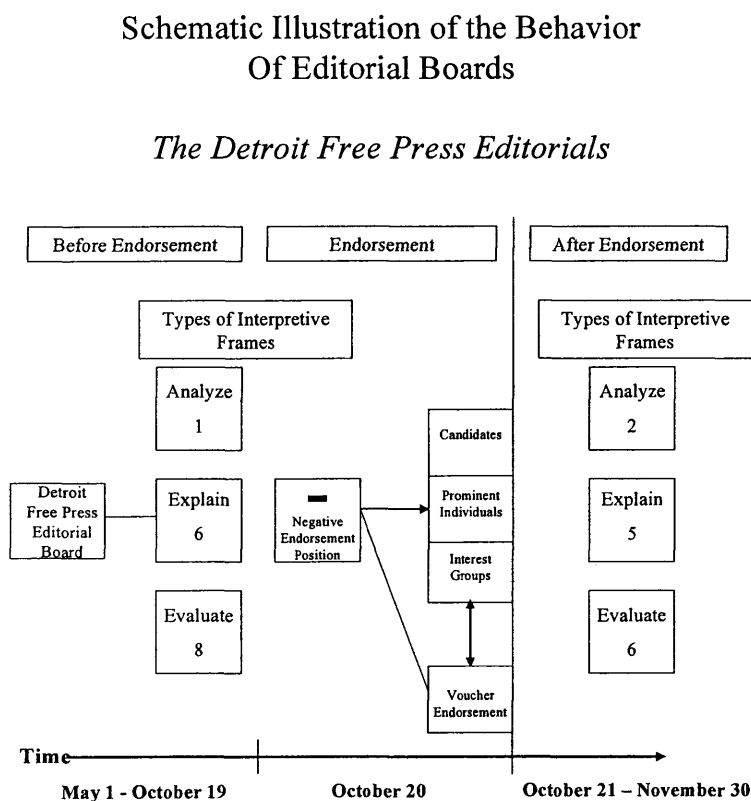 Schematic Illustration of the Behavior
Of Editorial Boards
The Detroit Free Press Editorials
Before Endorsement
Endorsement
After Endorsement
Types of Interpretive
Frames
Types of Interpretive
Frames
Analyze
1
Analyze
2
Candidates
Detroit
Free Press
Editorial
Board
Explain
6
Negative
Endorsement
Position
Prominent
Individuals
Explain
5
Interest
Groups
Evaluate
8
Evaluate
6
Voucher
Endorsement
Time
May 1 - October 19
October 20
October 21 – November 30